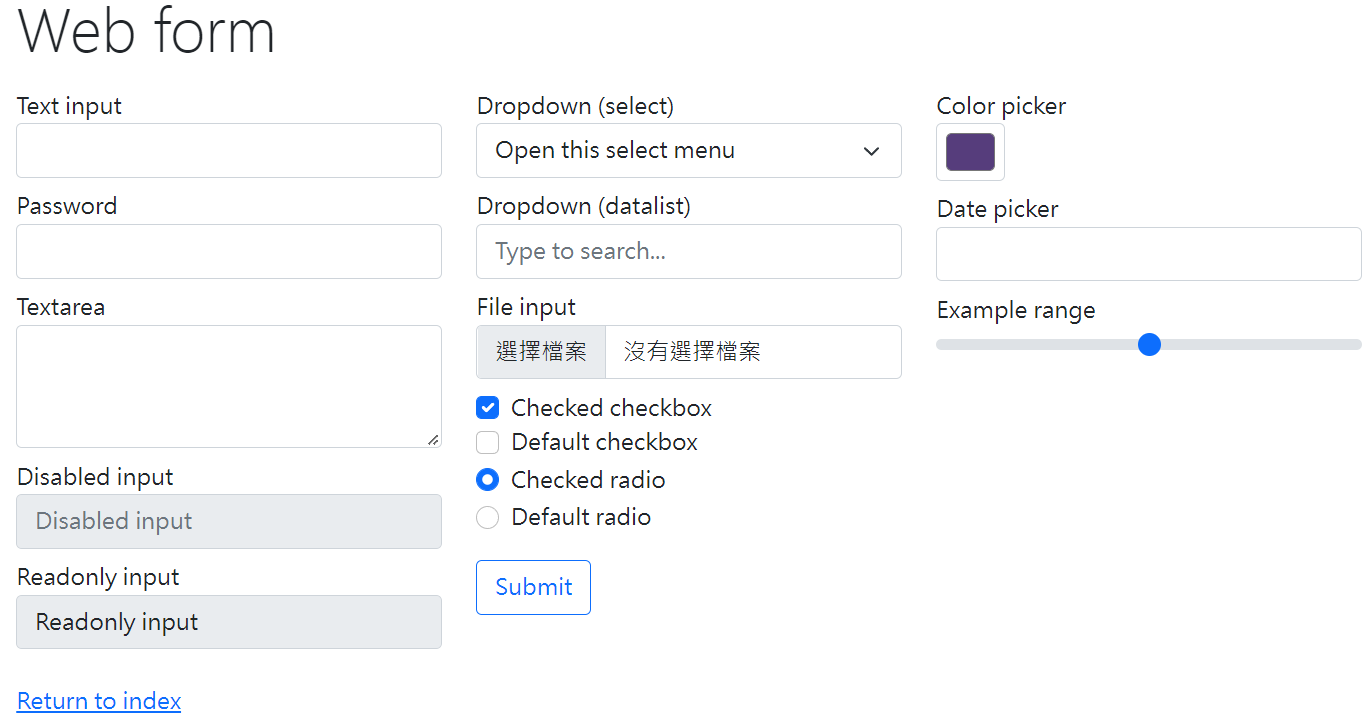 Web form
Text input
Password
Textarea
Disabled input
Disabled input
Readonly input
Readonly input
Return to index
Dropdown (select)
Open this select menu
Dropdown (datalist)
Type to search...
File input
選擇檔案 沒有選擇檔案
Checked checkbox
Default checkbox
Checked radio
Default radio
Submit
Color picker
Date picker
Example range